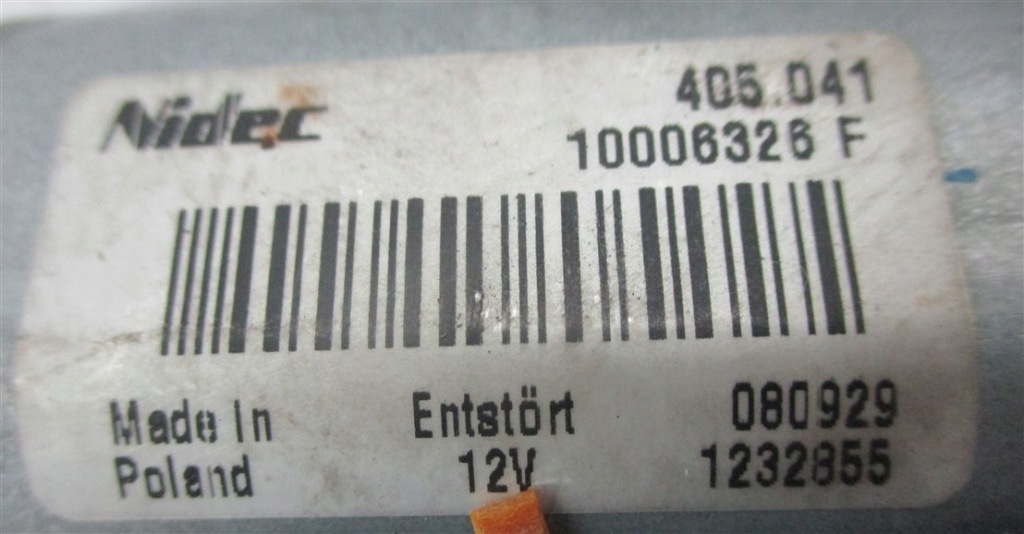 Nidec
405.041
10006326 F
Made In
Poland
Entstört
12V
080929
1232855